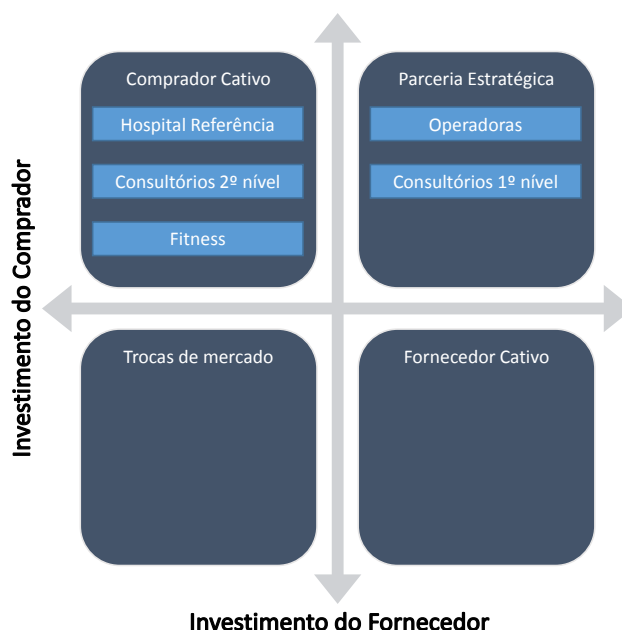 Comprador Cativo
Hospital Referência
Consultórios 2º nível
Fitness
Parceria Estratégica
Operadoras
Consultórios 1º nível
Investimento do Comprador
Trocas de mercado
Fornecedor Cativo
Investimento do Fornecedor